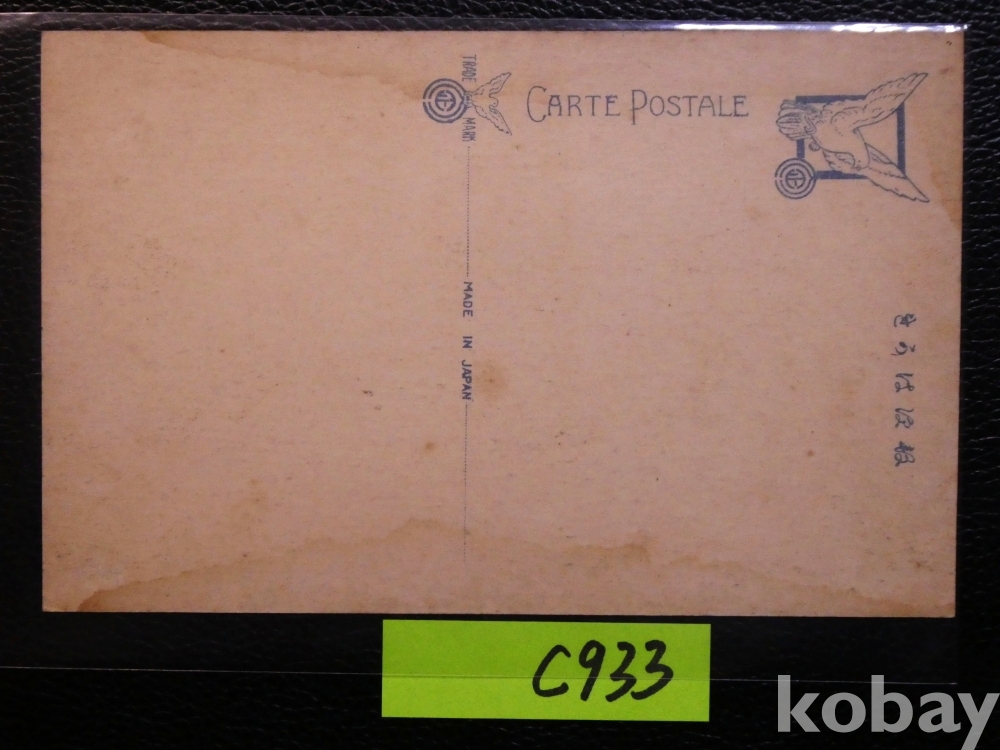 TRADE MARK
CARTE POSTALE
MADE IN JAPAN
C933
kobay